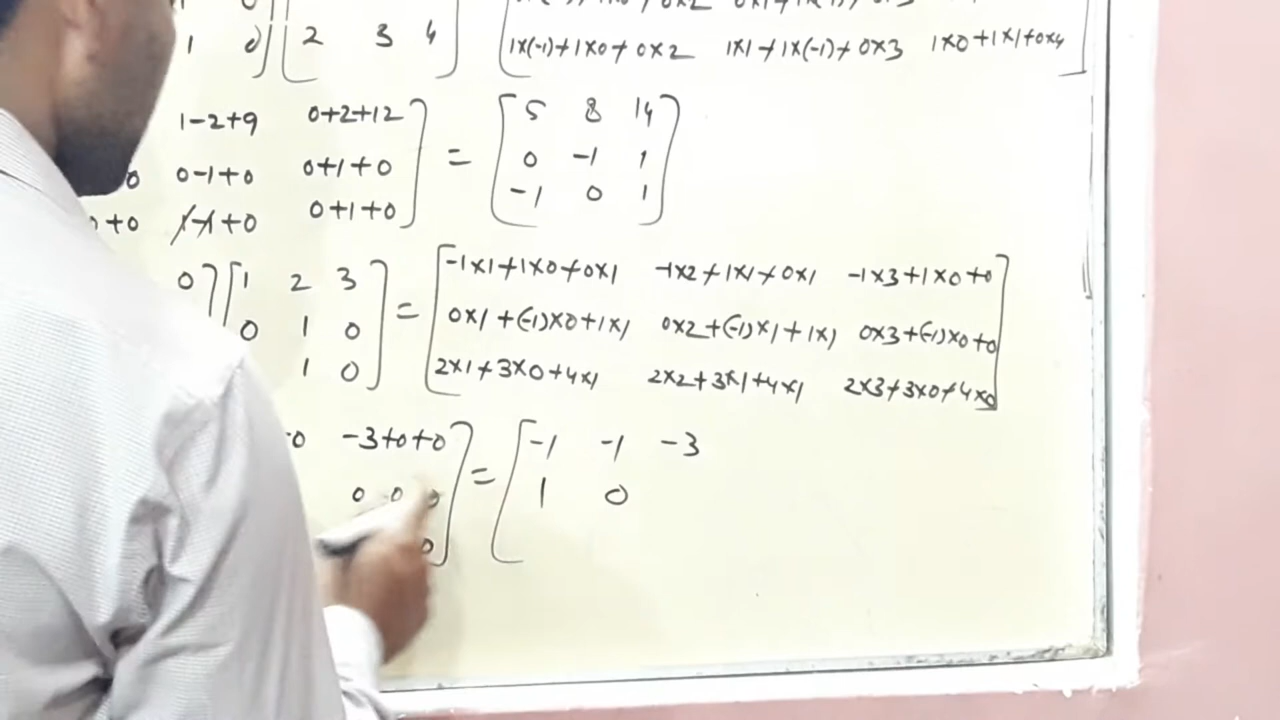 1 0 2 3 4 1×(-1)+1×0+0×2 1×1+1×(-1)+0×3 1×0+1×1+0×4
1-2+9 0+2+12 5 8 14
0 0-1+0 0+1+0 = 0 -1 1
+0 1-1+0 0+1+0 -1 0 1
0 1 2 3 -1×1+1×0+0×1 -1×2+1×1+0×1 -1×3+1×0+0
0 1 0 = 0×1+(-1)×0+1×1 0×2+(-1)×1+1×1 0×3+(-1)×0+0
1 0 2×1+3×0+4×1 2×2+3×1+4×1 2×3+3×0+4×0
-0 -3+0+0 = -1 -1 -3
0 0 0 1 0
0